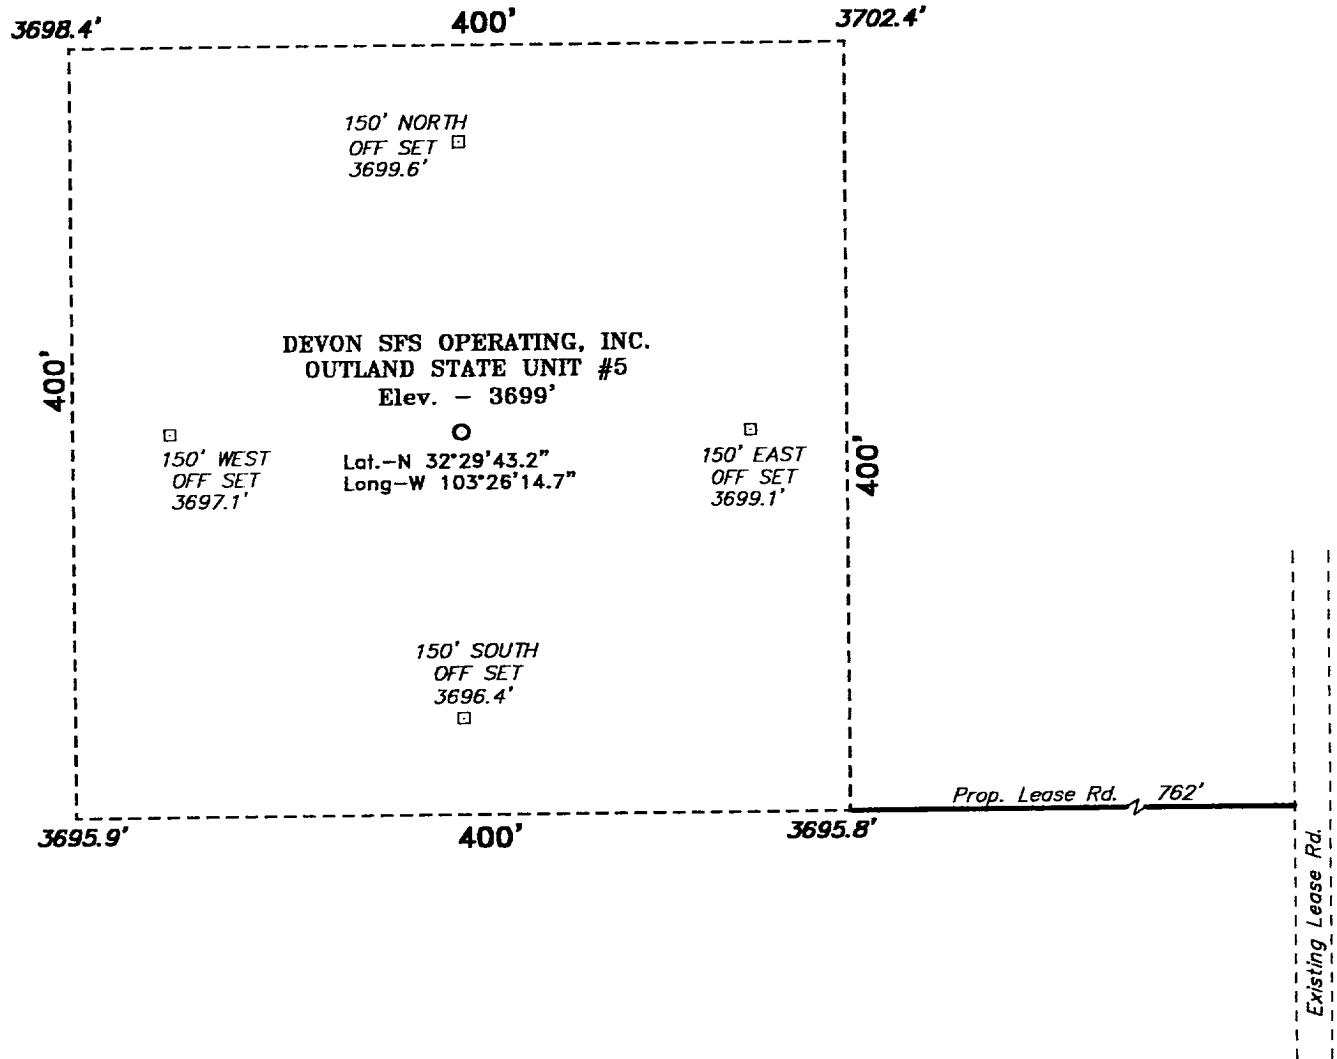 3698.4'
400'
3702.4'
150' NORTH
OFF SET
3699.6'
DEVON SFS OPERATING, INC.
OUTLAND STATE UNIT #5
Elev. - 3699'
400'
150' WEST
OFF SET
3697.1'
Lat.-N 32°29'43.2"
Long-W 103°26'14.7"
150' EAST
OFF SET
3699.1'
400'
150' SOUTH
OFF SET
3696.4'
Prop. Lease Rd. 762'
3695.9'
400'
3695.8'
Existing Lease Rd.